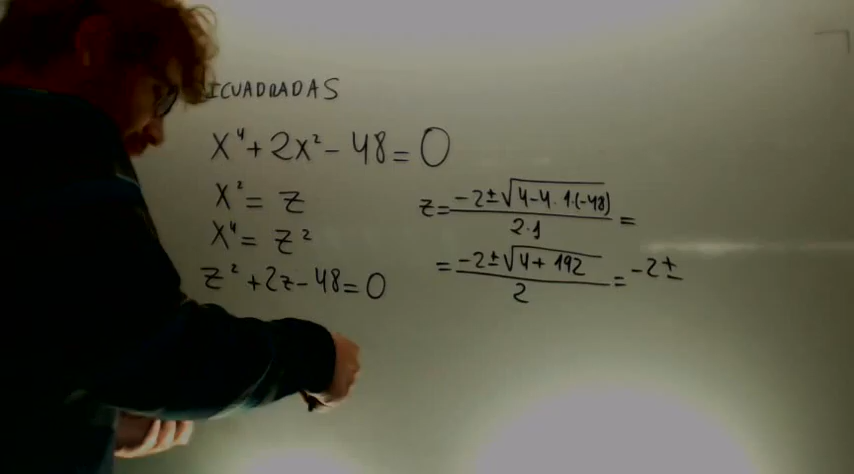 ICUADRADAS
x⁴ + 2x² - 48 = 0
x² = z
x⁴ = z²
z² + 2z - 48 = 0
z = (-2 ± √(4 - 4 · 1 · (-48))) / (2 · 1) =
= (-2 ± √(4 + 192)) / 2 = -2 ±